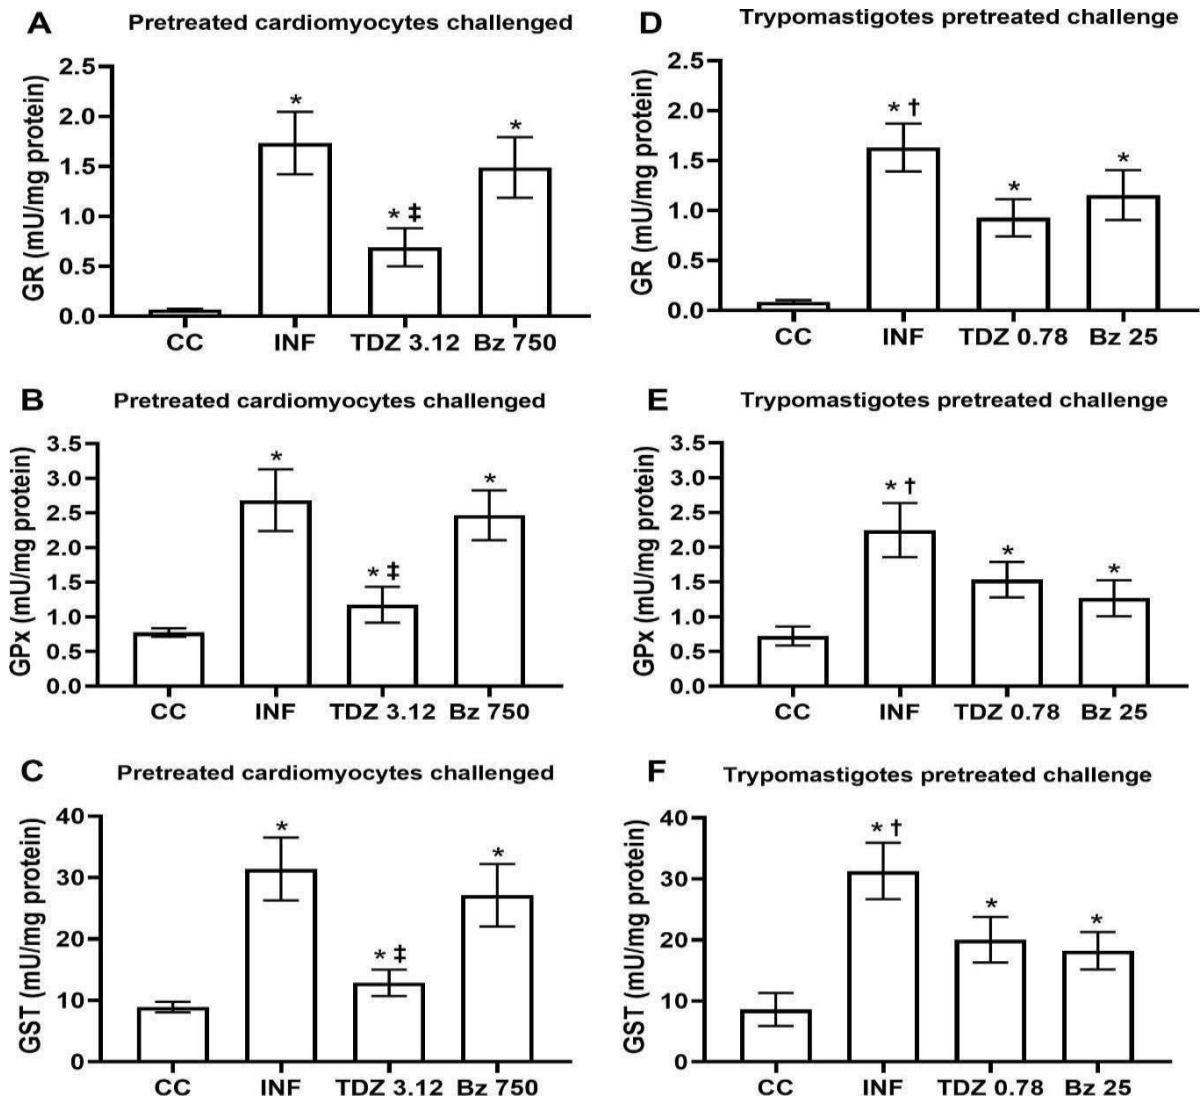 A
Pretreated cardiomyocytes challenged
GR (mU/mg protein)
2.5
2.0
1.5
1.0
0.5
0.0
*
* ‡
*
CC INF TDZ 3.12 Bz 750
D
Trypomastigotes pretreated challenge
GR (mU/mg protein)
2.5
2.0
1.5
1.0
0.5
0.0
* †
*
*
CC INF TDZ 0.78 Bz 25
B
Pretreated cardiomyocytes challenged
GPx (mU/mg protein)
3.5
3.0
2.5
2.0
1.5
1.0
0.5
0.0
*
* ‡
*
CC INF TDZ 3.12 Bz 750
E
Trypomastigotes pretreated challenge
GPx (mU/mg protein)
3.5
3.0
2.5
2.0
1.5
1.0
0.5
0.0
* †
*
*
CC INF TDZ 0.78 Bz 25
C
Pretreated cardiomyocytes challenged
GST (mU/mg protein)
40
30
20
10
0
*
* ‡
*
CC INF TDZ 3.12 Bz 750
F
Trypomastigotes pretreated challenge
GST (mU/mg protein)
40
30
20
10
0
* †
*
*
CC INF TDZ 0.78 Bz 25